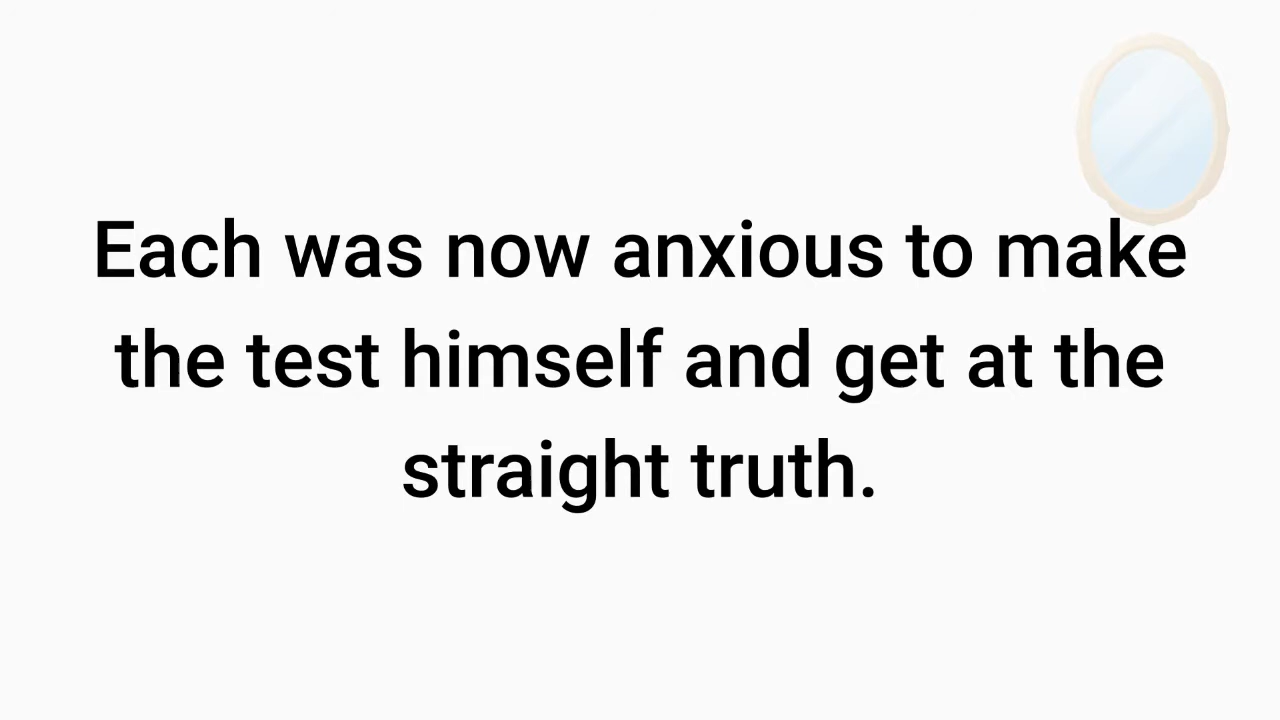 Each was now anxious to make
the test himself and get at the
straight truth.